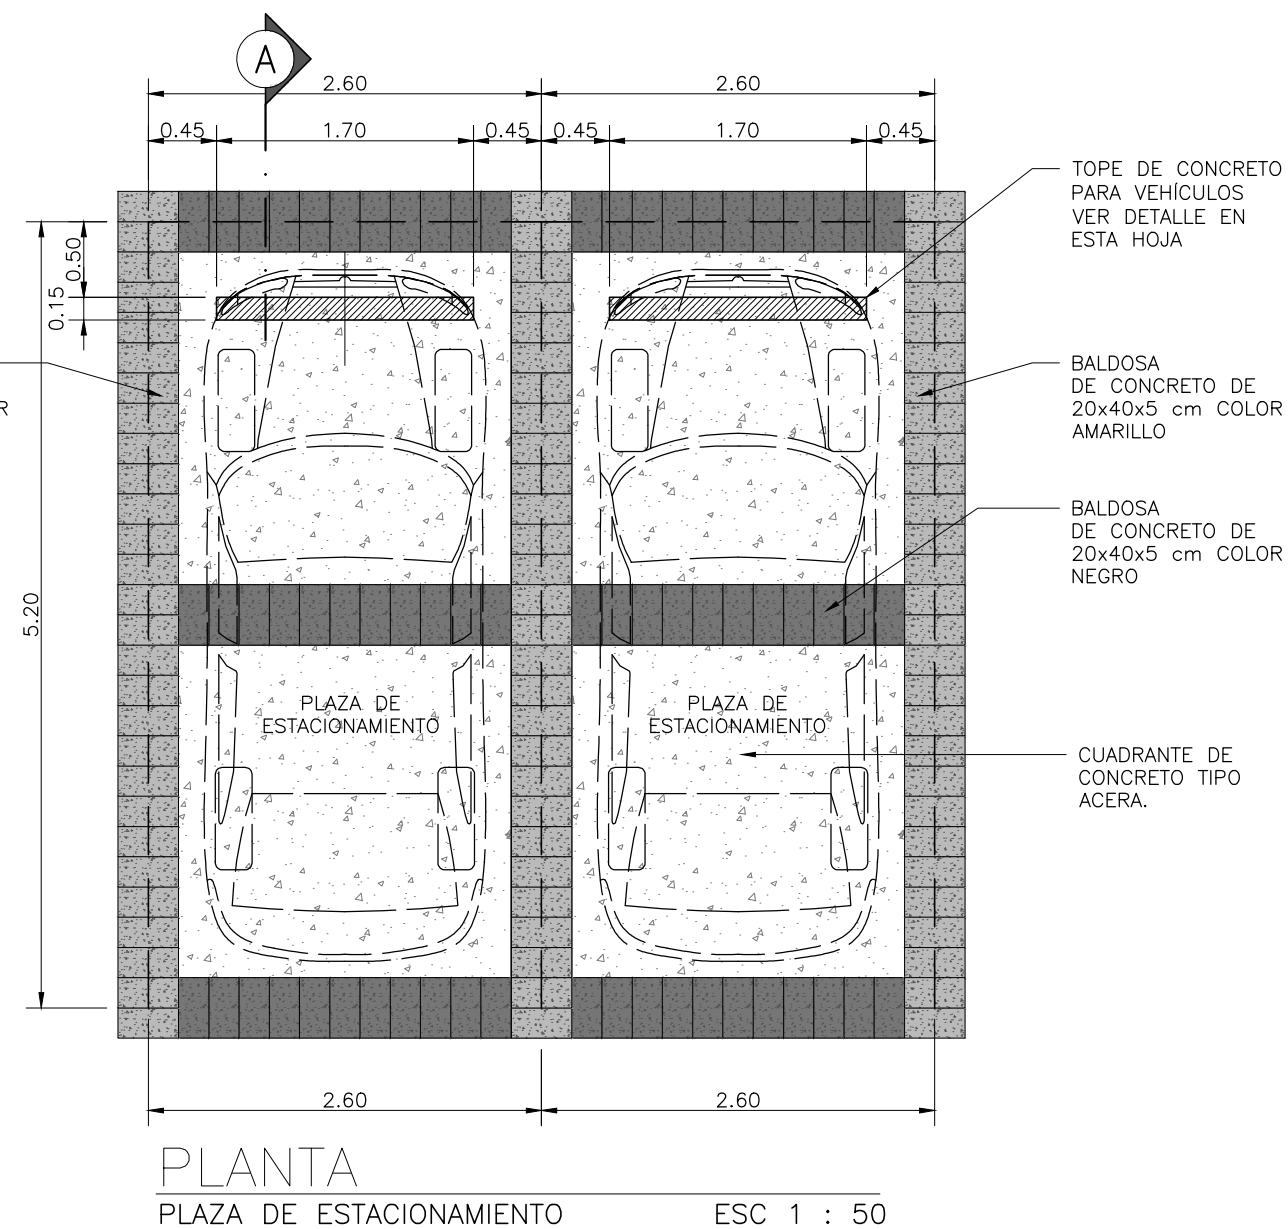 A
2.60
2.60
0.45
1.70
0.45
0.45
1.70
0.45
TOPE DE CONCRETO
PARA VEHÍCULOS
VER DETALLE EN
ESTA HOJA
0.50
0.15
BALDOSA
DE CONCRETO DE
20x40x5 cm COLOR
AMARILLO
R
BALDOSA
DE CONCRETO DE
20x40x5 cm COLOR
NEGRO
5.20
PLAZA DE
ESTACIONAMIENTO
PLAZA DE
ESTACIONAMIENTO
CUADRANTE DE
CONCRETO TIPO
ACERA.
2.60
2.60
PLANTA
PLAZA DE ESTACIONAMIENTO ESC 1 : 50